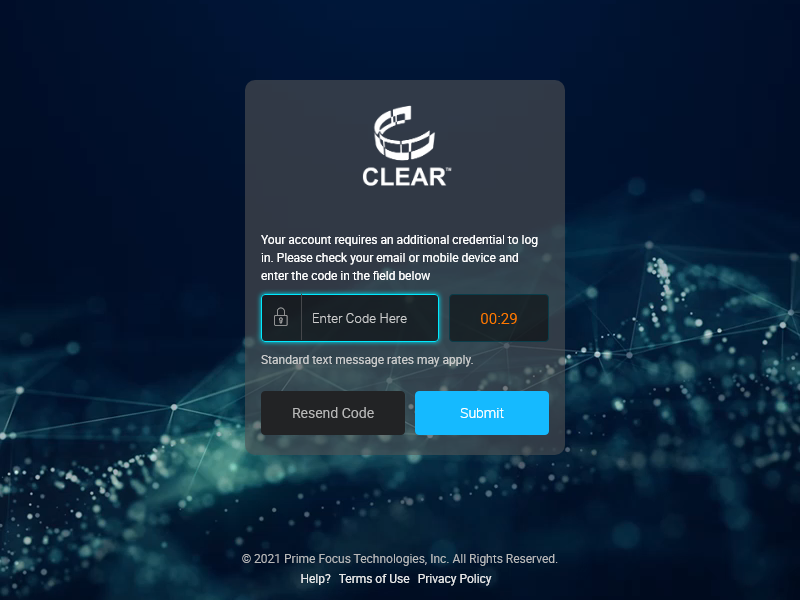 CLEAR™
Your account requires an additional credential to log
in. Please check your email or mobile device and
enter the code in the field below
Enter Code Here
00:29
Standard text message rates may apply.
Resend Code
Submit
© 2021 Prime Focus Technologies, Inc. All Rights Reserved.
Help? Terms of Use Privacy Policy